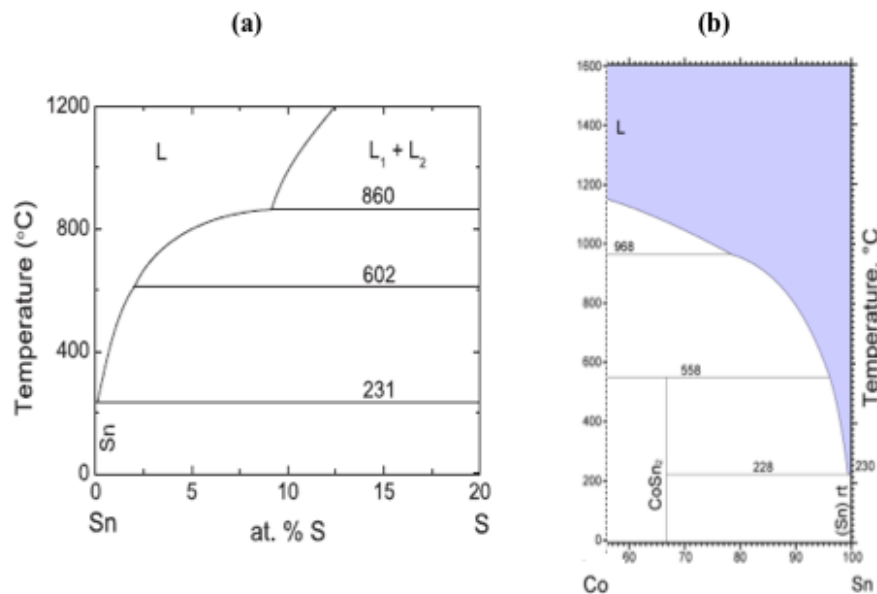 (a)
1200
800
400
0
Temperature (°C)
L
L₁ + L₂
860
602
231
Sn
0 5 10 15 20
Sn at. % S S
(b)
1600
1400
1200
1000
800
600
400
200
0
L
968
558
228
230
CoSn₂
(Sn) rt
Temperature, °C
60 70 80 90 100
Co Sn